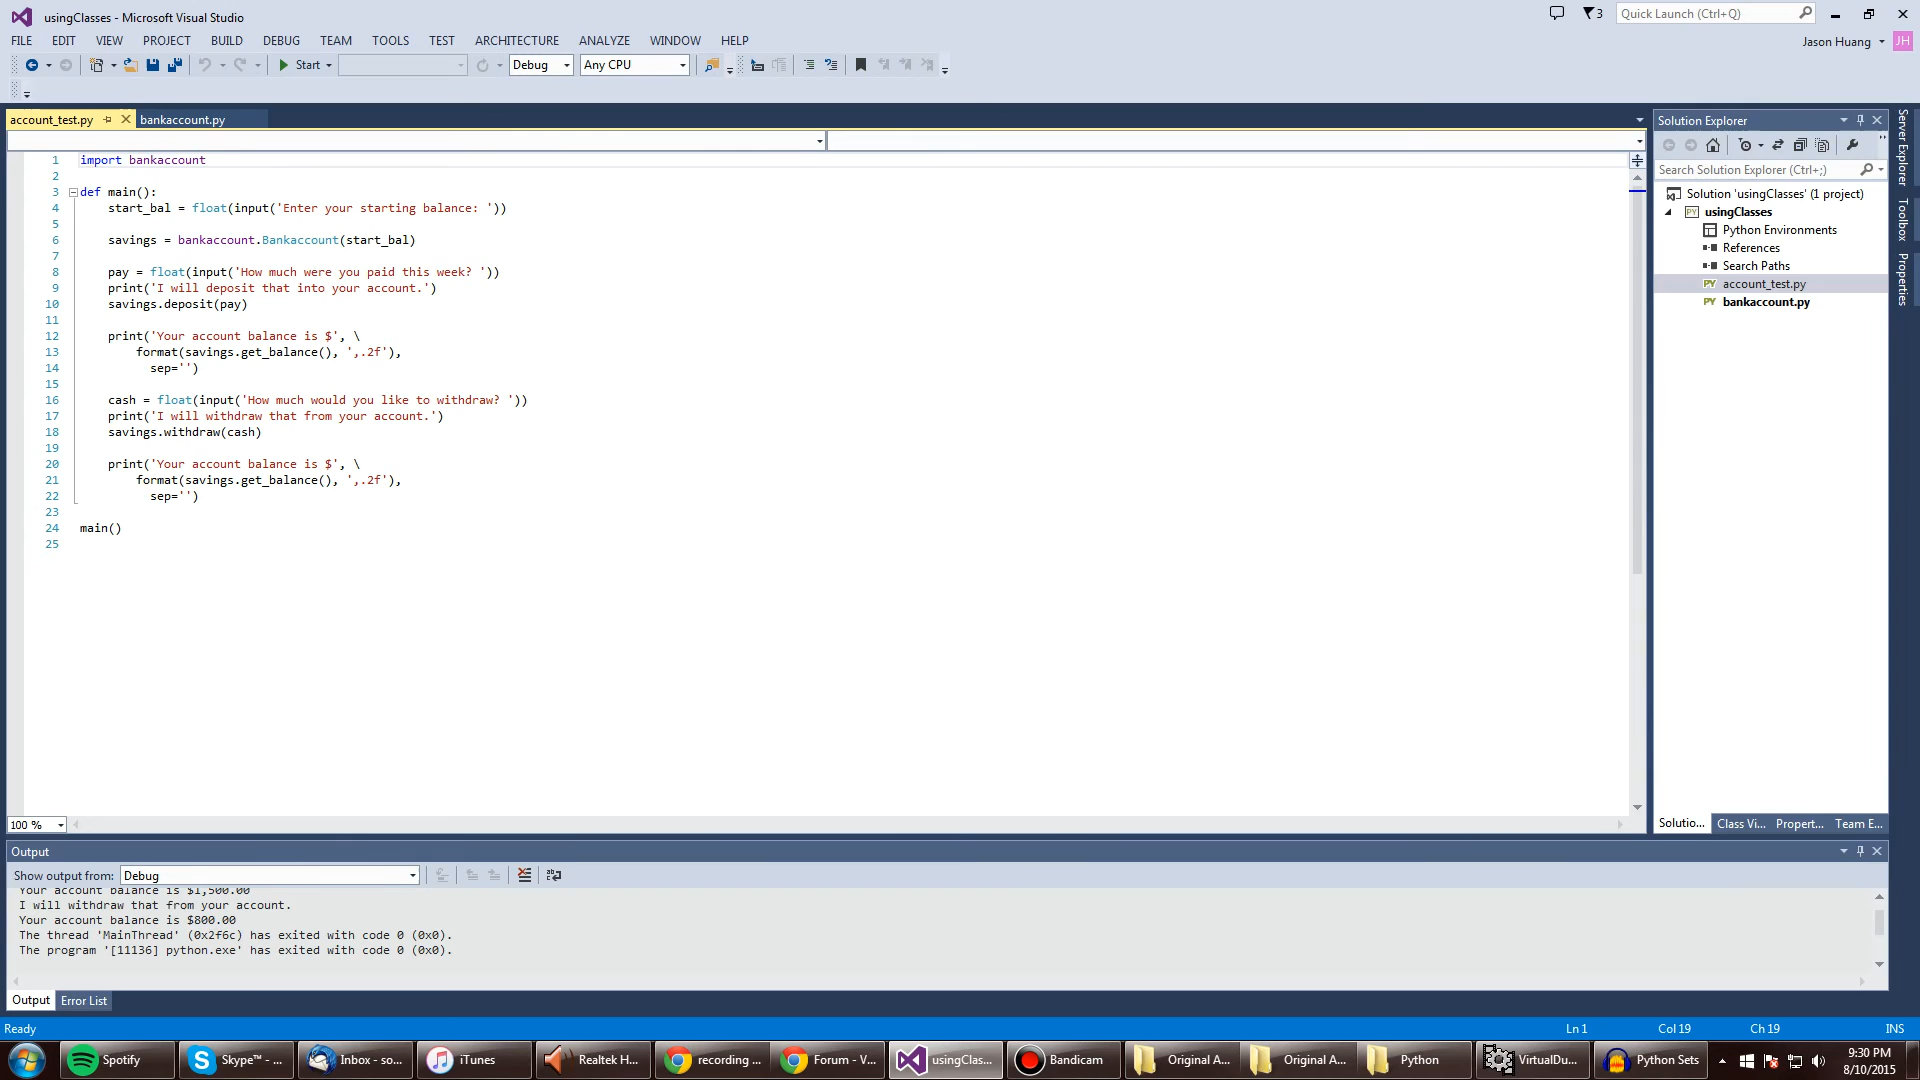 usingClasses - Microsoft Visual Studio
3
Quick Launch (Ctrl+Q)
FILE EDIT VIEW PROJECT BUILD DEBUG TEAM TOOLS TEST ARCHITECTURE ANALYZE WINDOW HELP
Jason Huang JH
Start Debug Any CPU
account_test.py bankaccount.py
1 import bankaccount
2
3 def main():
4 start_bal = float(input('Enter your starting balance: '))
5
6 savings = bankaccount.Bankaccount(start_bal)
7
8 pay = float(input('How much were you paid this week? '))
9 print('I will deposit that into your account.')
10 savings.deposit(pay)
11
12 print('Your account balance is $', \
13 format(savings.get_balance(), ',.2f'),
14 sep='')
15
16 cash = float(input('How much would you like to withdraw? '))
17 print('I will withdraw that from your account.')
18 savings.withdraw(cash)
19
20 print('Your account balance is $', \
21 format(savings.get_balance(), ',.2f'),
22 sep='')
23
24 main()
25
100 %
Solution Explorer
Search Solution Explorer (Ctrl+;)
Solution 'usingClasses' (1 project)
PY usingClasses
Python Environments
References
Search Paths
PY account_test.py
PY bankaccount.py
Solutio... Class Vi... Propert... Team E...
Server Explorer
Toolbox
Properties
Output
Show output from: Debug
Your account balance is $1,500.00
I will withdraw that from your account.
Your account balance is $800.00
The thread 'MainThread' (0x2f6c) has exited with code 0 (0x0).
The program '[11136] python.exe' has exited with code 0 (0x0).
Output Error List
Ready Ln 1 Col 19 Ch 19 INS
Spotify Skype™ - ... Inbox - so... iTunes Realtek H... recording ... Forum - V... usingClas... Bandicam Original A... Original A... Python VirtualDu... Python Sets
9:30 PM
8/10/2015